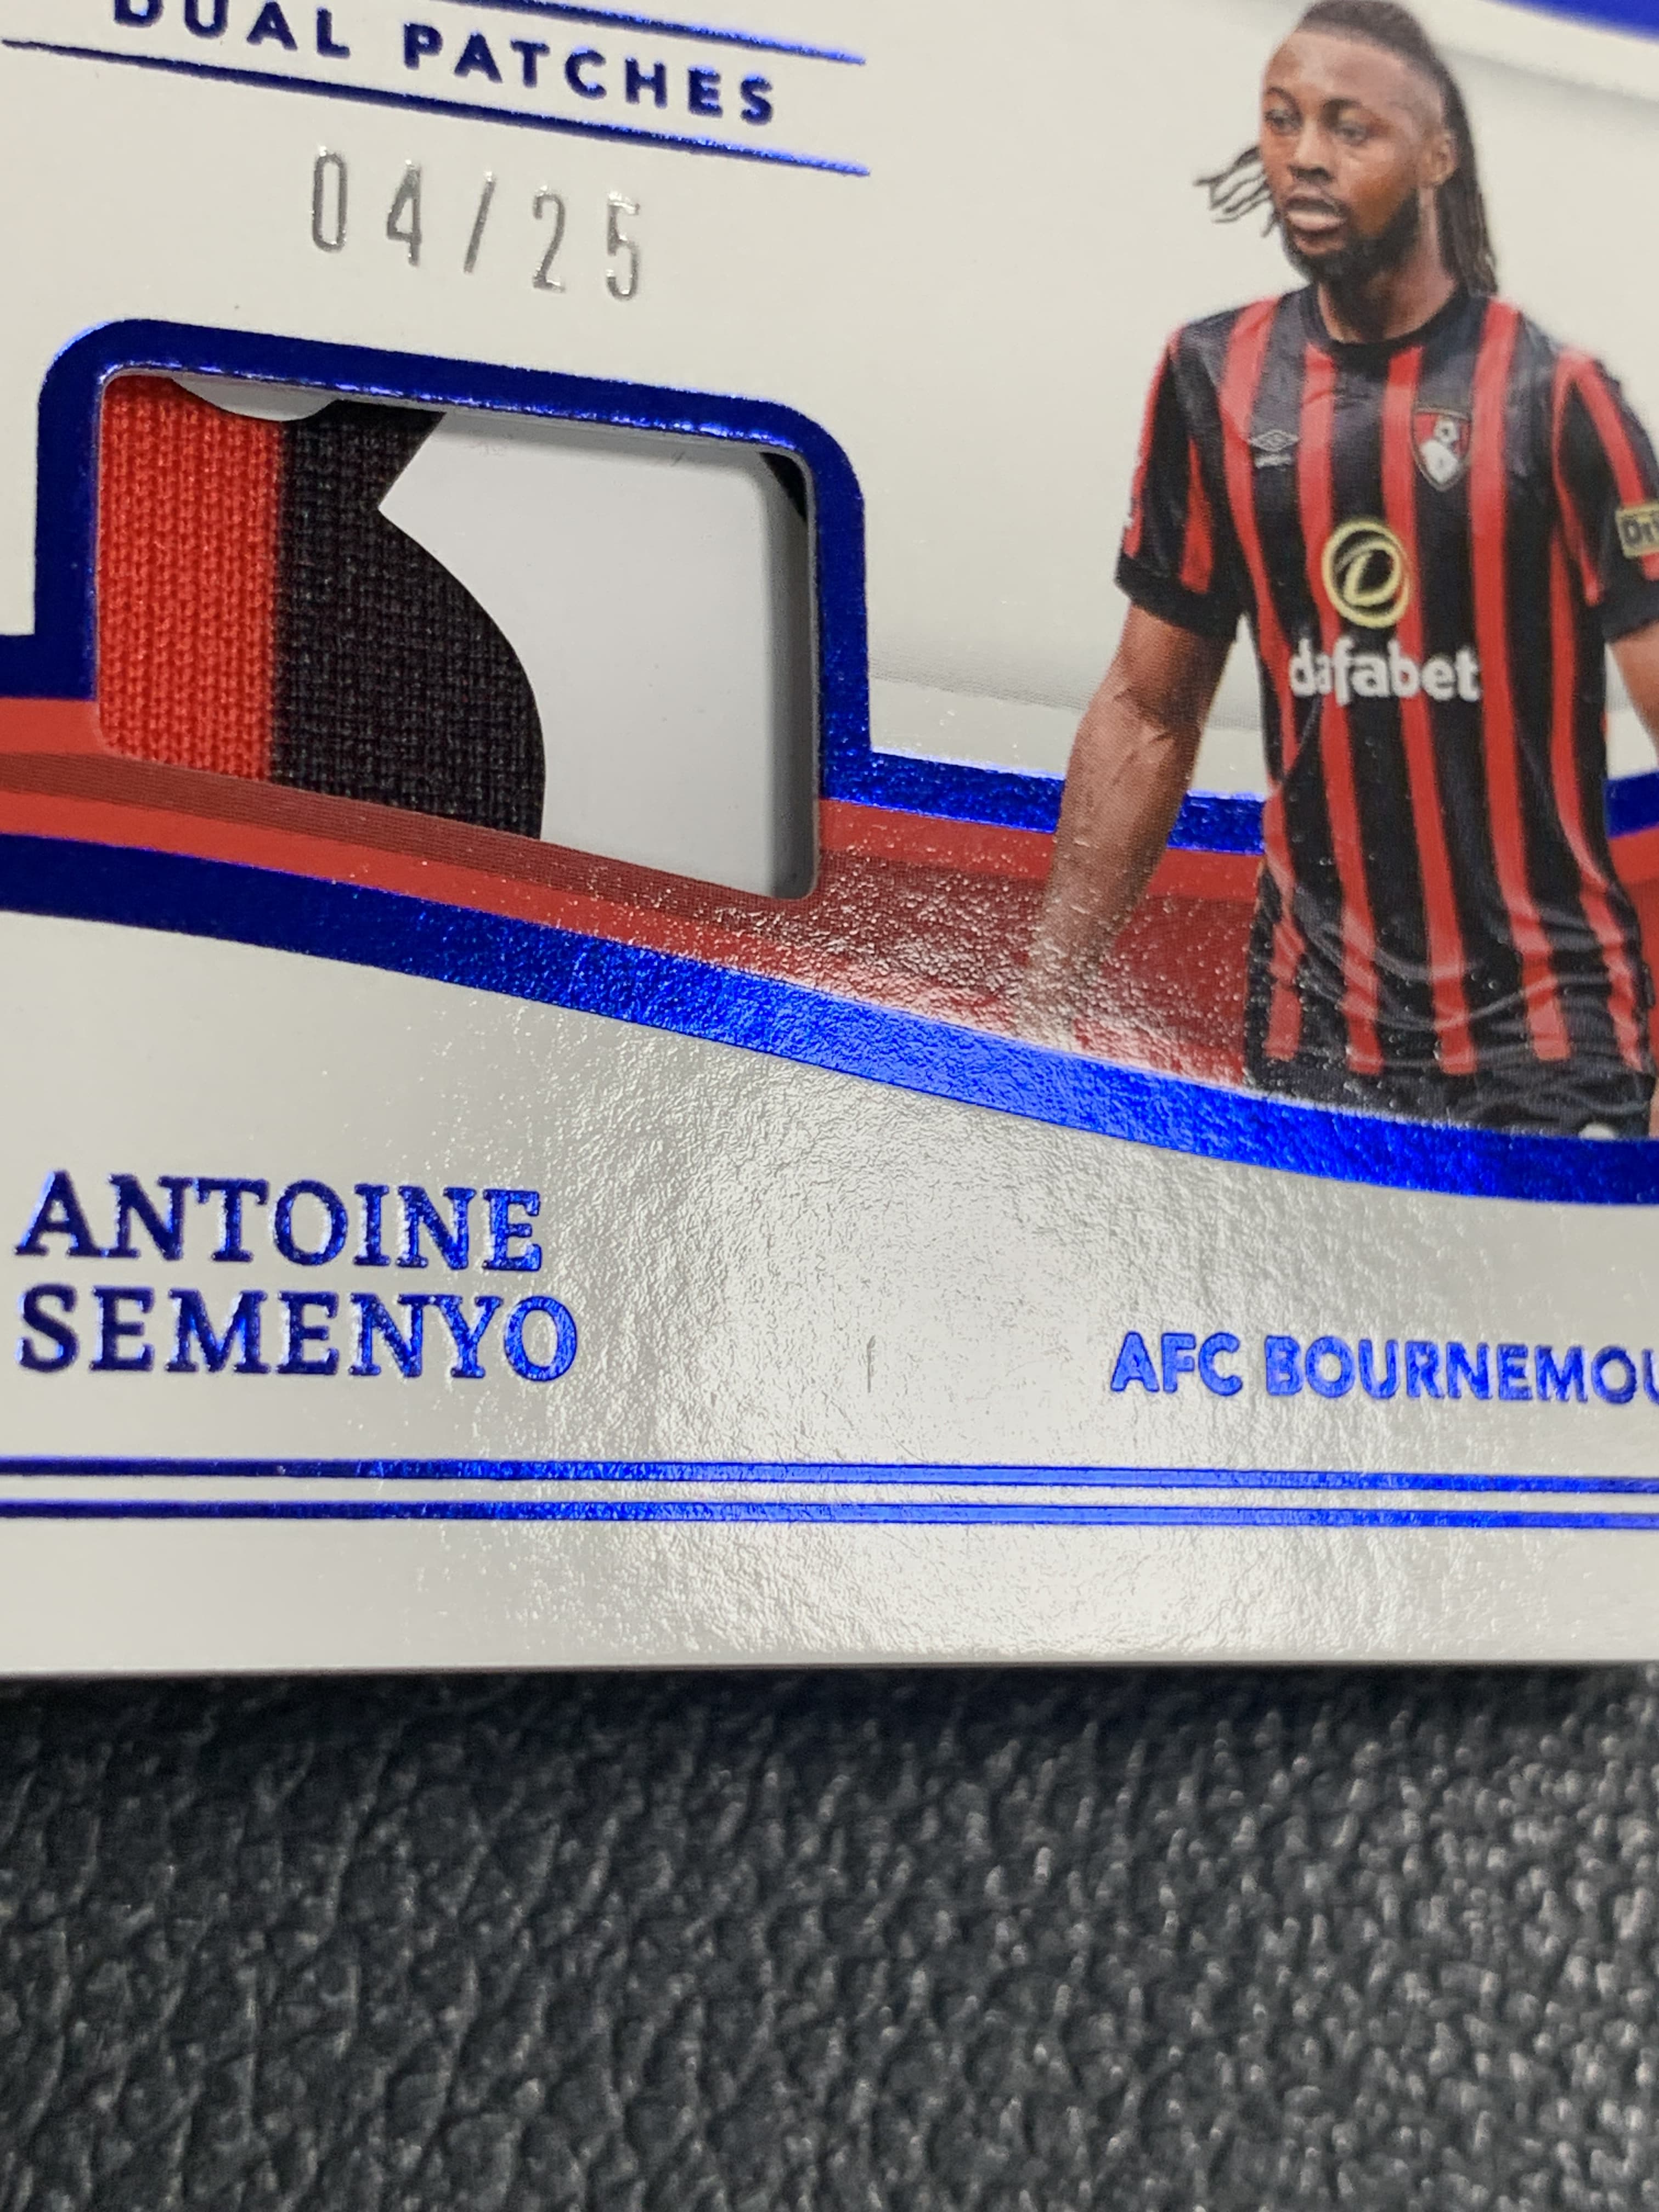 DUAL PATCHES
04/25
dafabet
ANTOINE
SEMENYO
AFC BOURNEMOU